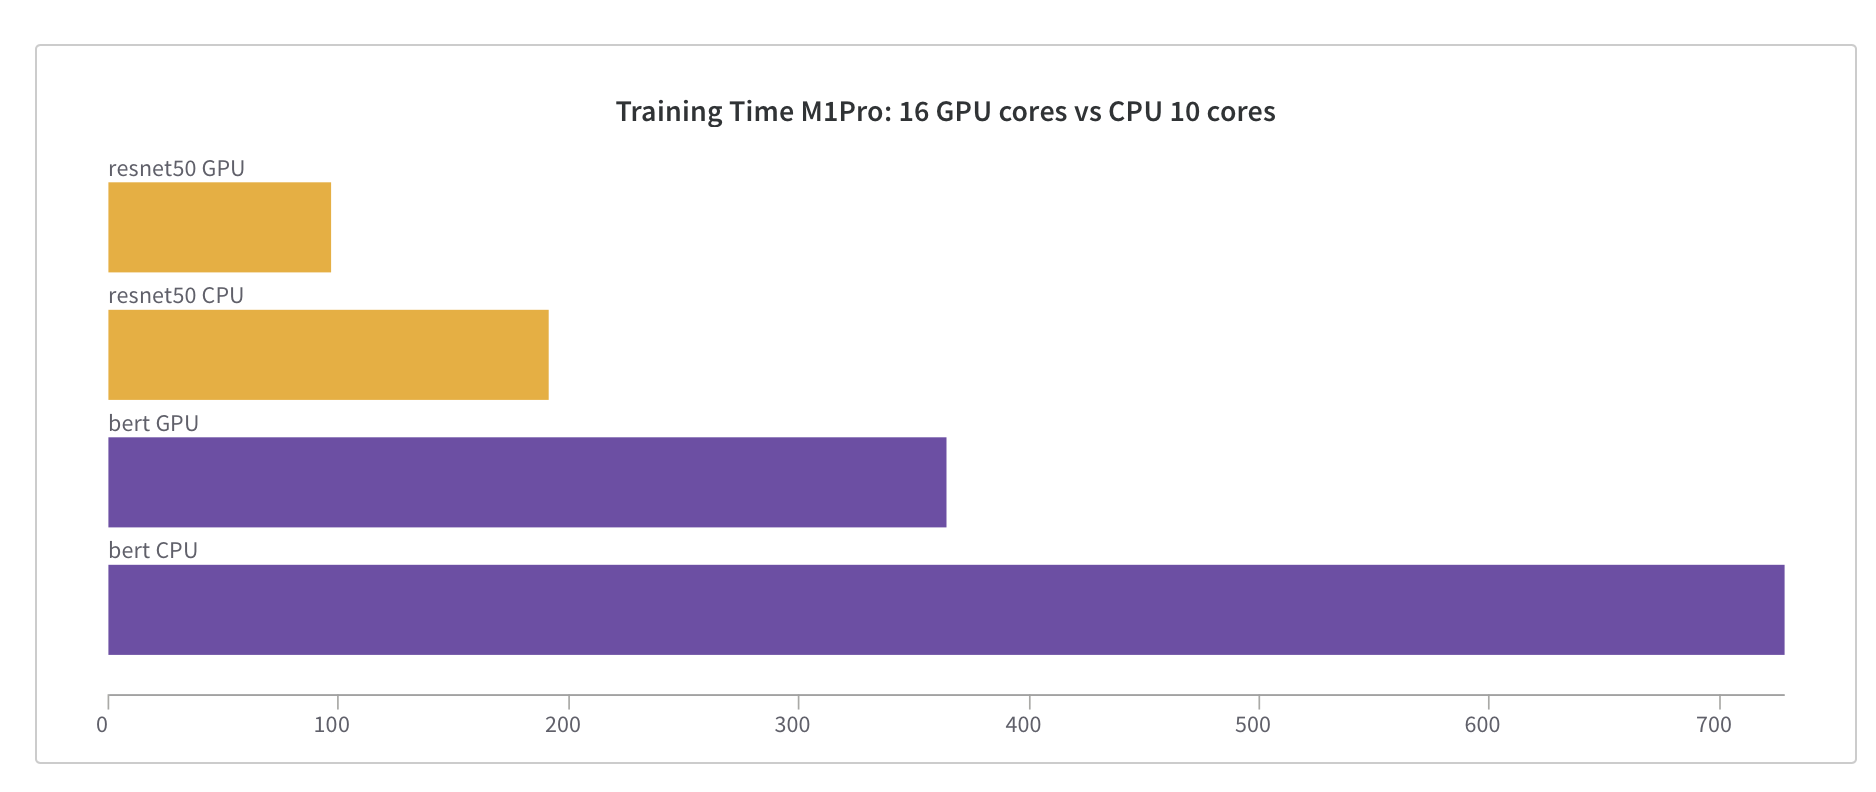 Training Time M1Pro: 16 GPU cores vs CPU 10 cores
resnet50 GPU
resnet50 CPU
bert GPU
bert CPU
0 100 200 300 400 500 600 700